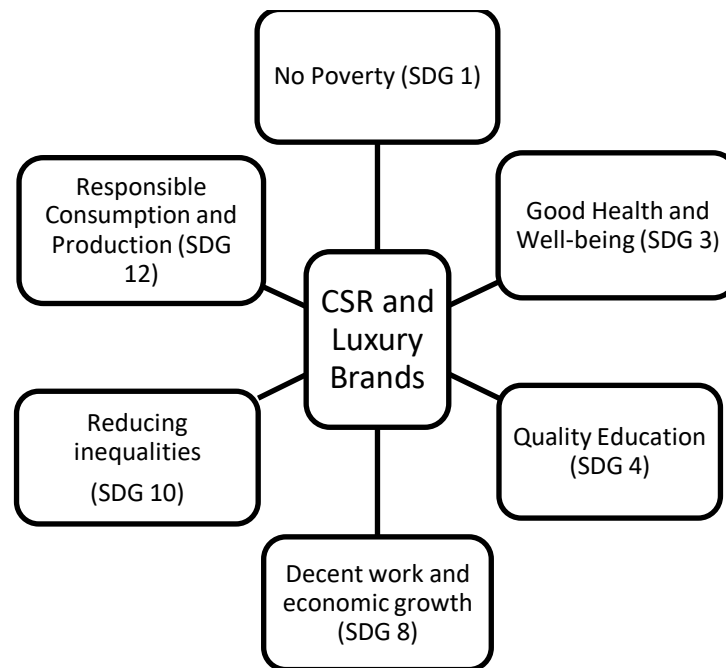 No Poverty (SDG 1)
Good Health and
Well-being (SDG 3)
Quality Education
(SDG 4)
Decent work and
economic growth
(SDG 8)
Reducing
inequalities
(SDG 10)
Responsible
Consumption and
Production (SDG
12)
CSR and
Luxury
Brands